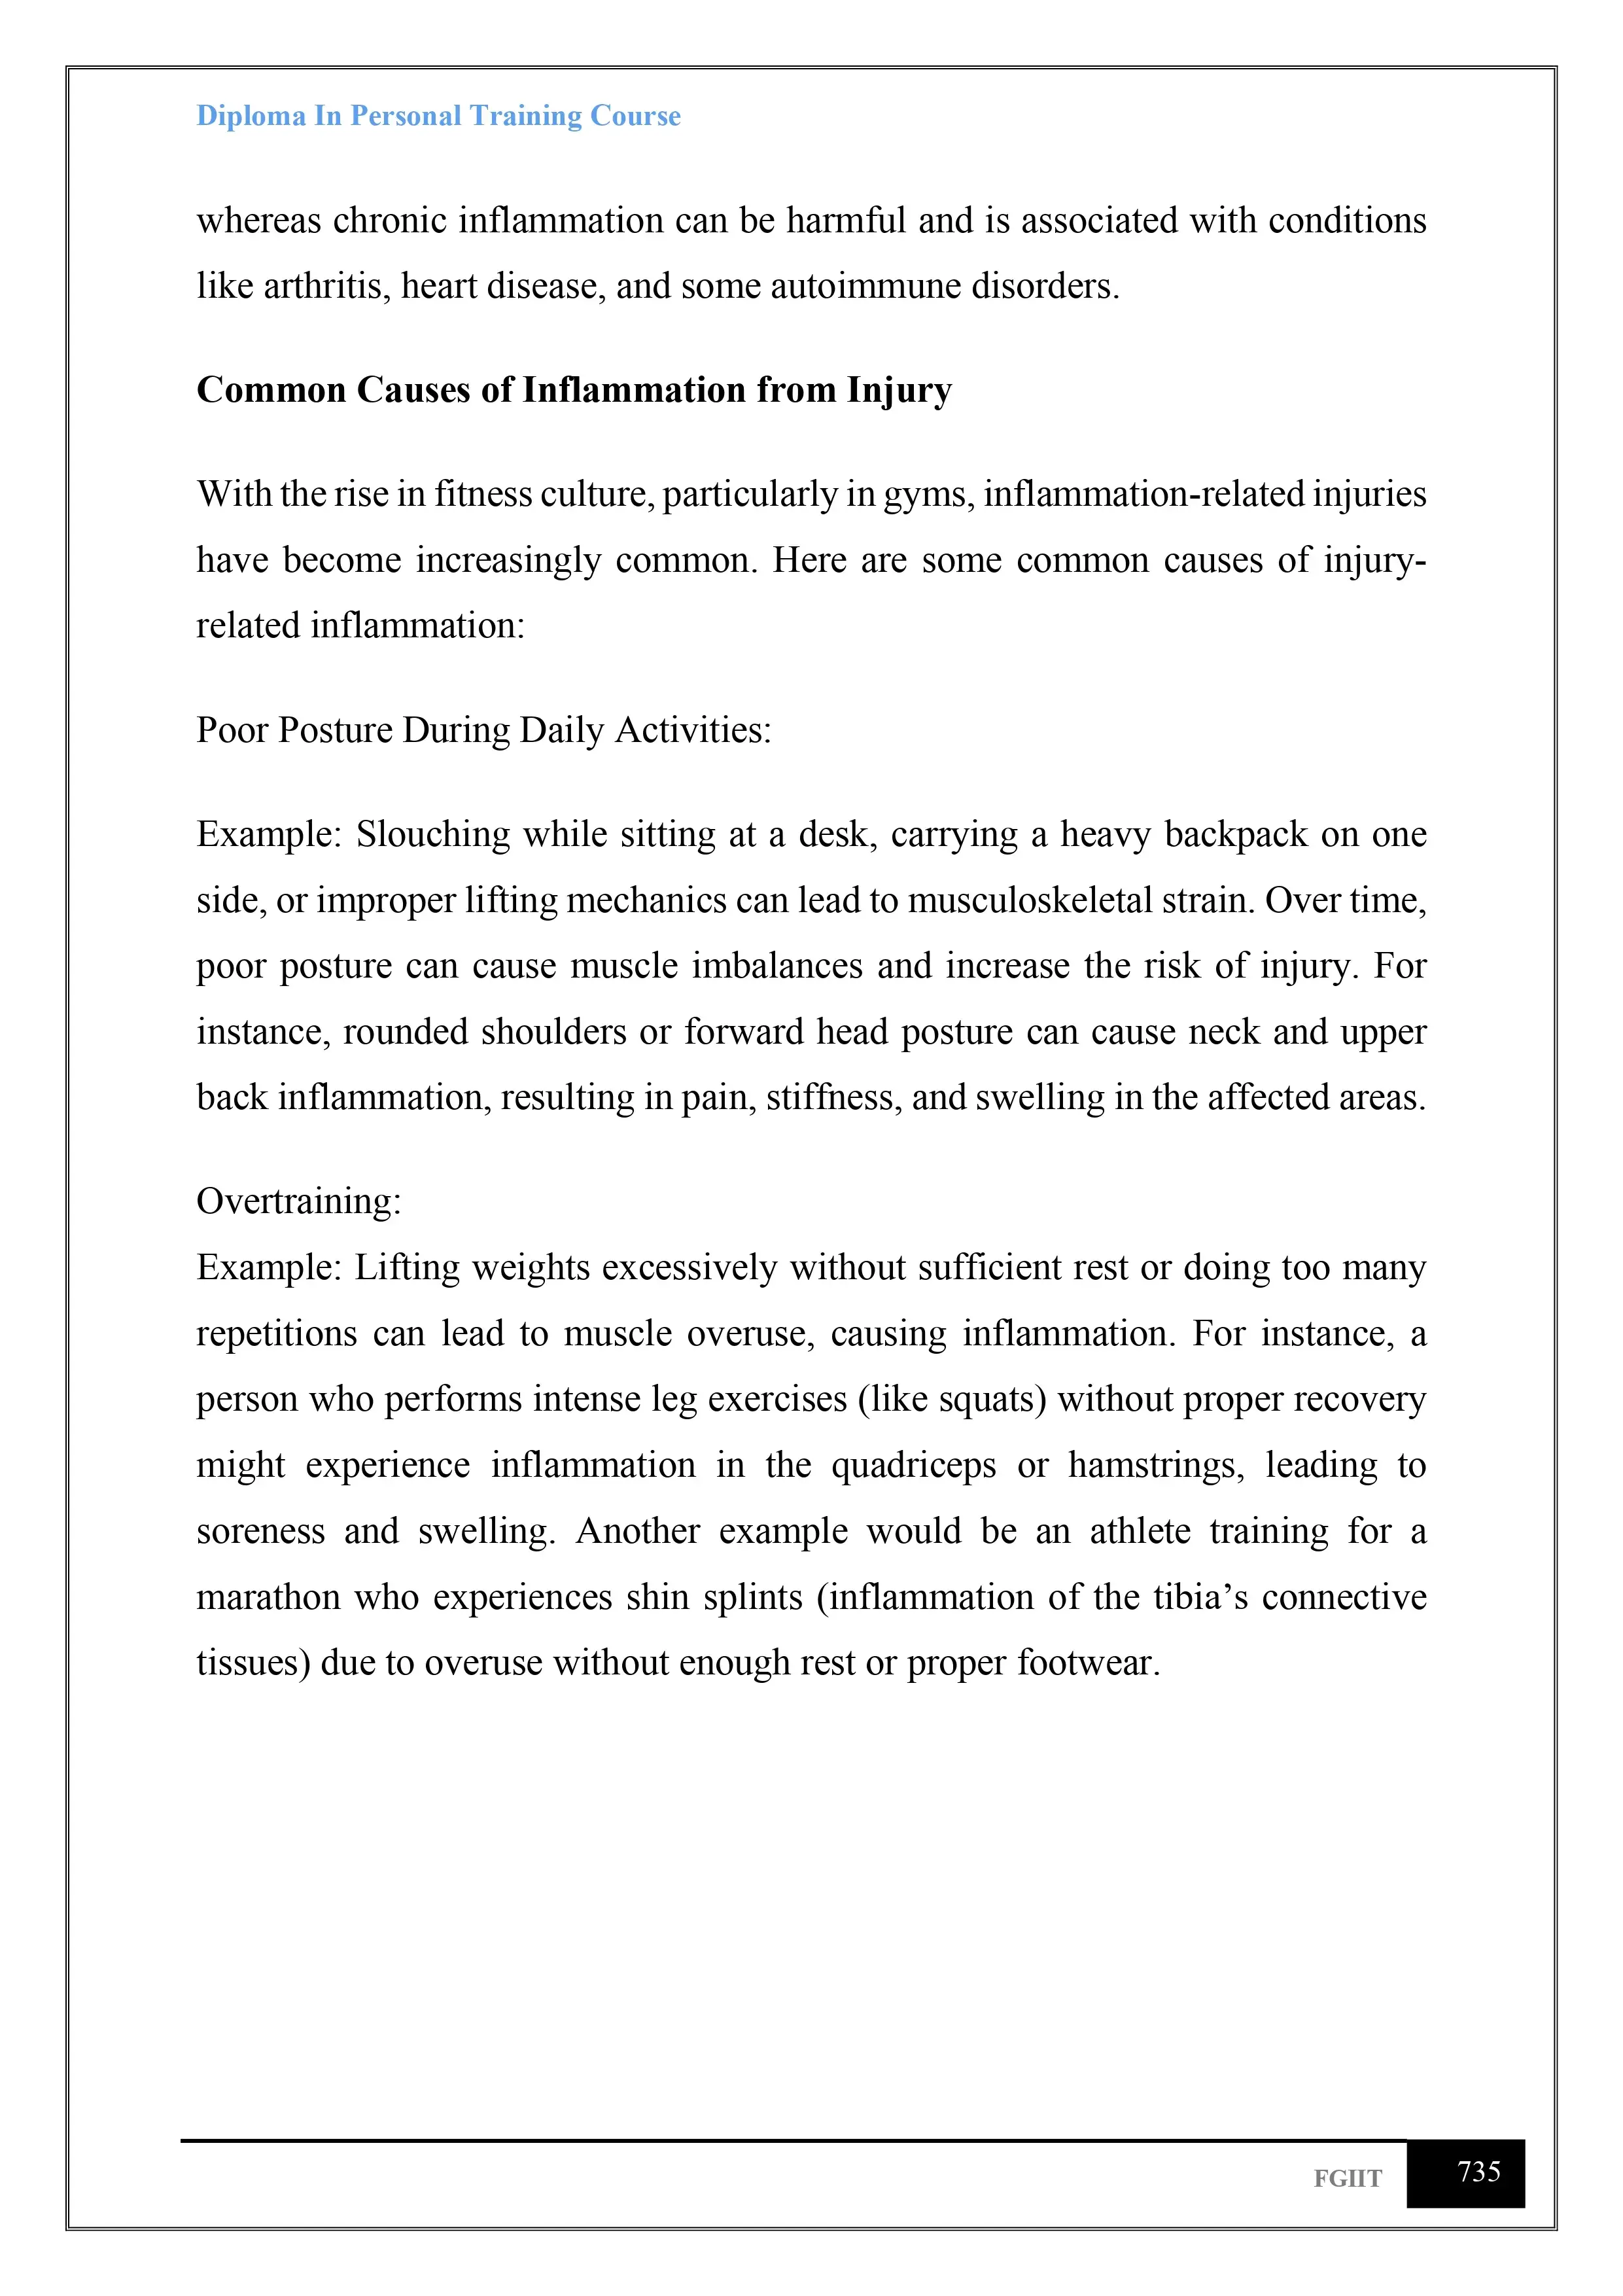 Diploma In Personal Training Course
whereas chronic inflammation can be harmful and is associated with conditions
like arthritis, heart disease, and some autoimmune disorders.
Common Causes of Inflammation from Injury
With the rise in fitness culture, particularly in gyms, inflammation-related injuries
have become increasingly common. Here are some common causes of injury-
related inflammation:
Poor Posture During Daily Activities:
Example: Slouching while sitting at a desk, carrying a heavy backpack on one
side, or improper lifting mechanics can lead to musculoskeletal strain. Over time,
poor posture can cause muscle imbalances and increase the risk of injury. For
instance, rounded shoulders or forward head posture can cause neck and upper
back inflammation, resulting in pain, stiffness, and swelling in the affected areas.
Overtraining:
Example: Lifting weights excessively without sufficient rest or doing too many
repetitions can lead to muscle overuse, causing inflammation. For instance, a
person who performs intense leg exercises (like squats) without proper recovery
might experience inflammation in the quadriceps or hamstrings, leading to
soreness and swelling. Another example would be an athlete training for a
marathon who experiences shin splints (inflammation of the tibia’s connective
tissues) due to overuse without enough rest or proper footwear.
FGIIT 735